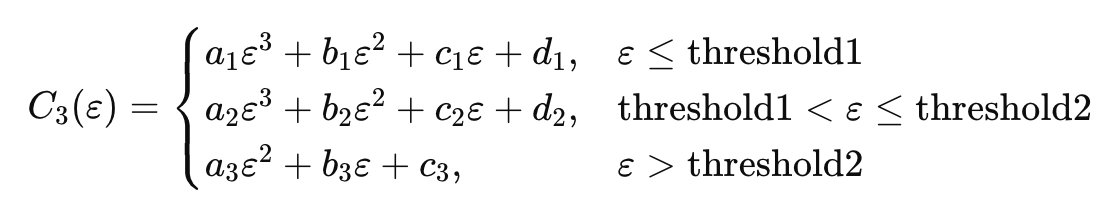 a₁ε³ + b₁ε² + c₁ε + d₁, ε ≤ threshold1
C₃(ε) = { a₂ε³ + b₂ε² + c₂ε + d₂, threshold1 < ε ≤ threshold2
a₃ε² + b₃ε + c₃, ε > threshold2